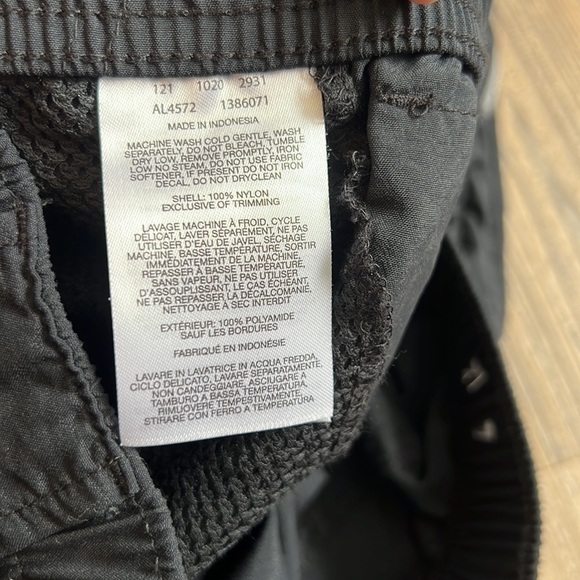 121 1020 2931
AL4572 1386071
MADE IN INDONESIA
MACHINE WASH COLD GENTLE, WASH
SEPARATELY, DO NOT BLEACH, TUMBLE
DRY LOW, REMOVE PROMPTLY, IRON
LOW NO STEAM, DO NOT USE FABRIC
SOFTENER, IF PRESENT DO NOT IRON
DECAL, DO NOT DRYCLEAN
SHELL: 100% NYLON
EXCLUSIVE OF TRIMMING
LAVAGE MACHINE À FROID, CYCLE
DÉLICAT, LAVER SÉPARÉMENT, NE PAS
UTILISER D'EAU DE JAVEL, SÉCHAGE
MACHINE, BASSE TEMPÉRATURE, SORTIR
IMMÉDIATEMENT DE LA MACHINE,
REPASSER À BASSE TEMPÉRATURE,
SANS VAPEUR, NE PAS UTILISER
D'ASSOUPLISSANT, LE CAS ÉCHÉANT,
NE PAS REPASSER LA DÉCALCOMANIE,
NETTOYAGE À SEC INTERDIT
EXTÉRIEUR: 100% POLYAMIDE
SAUF LES BORDURES
FABRIQUÉ EN INDONÉSIE
LAVARE IN LAVATRICE IN ACQUA FREDDA,
CICLO DELICATO, LAVARE SEPARATAMENTE,
NON CANDEGGIARE, ASCIUGARE A
TAMBURO A BASSA TEMPERATURA,
RIMUOVERE TEMPESTIVAMENTE,
STIRARE CON FERRO A TEMPERATURA